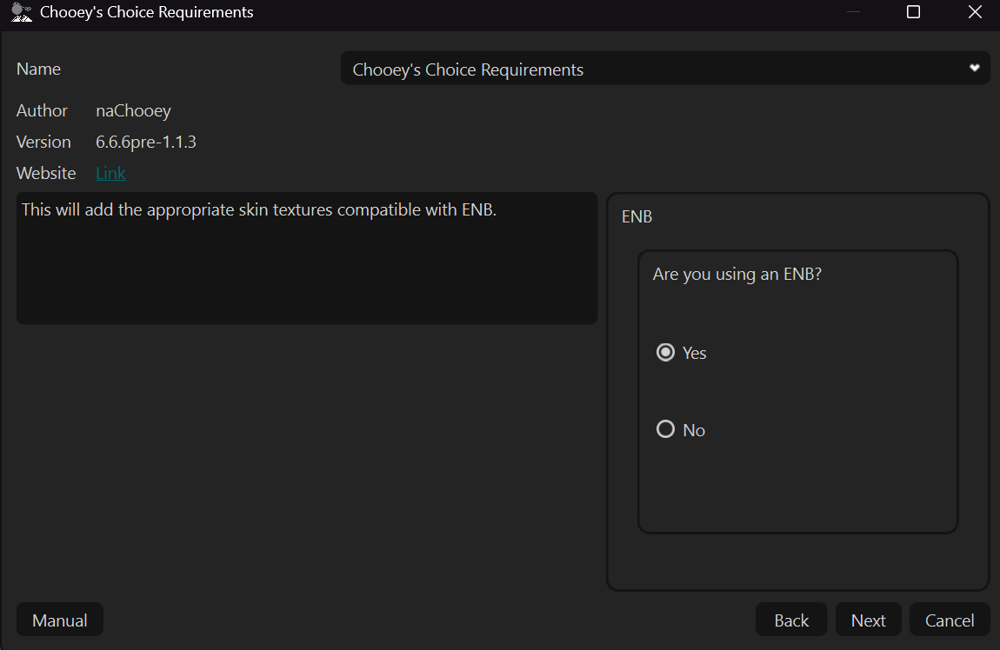 Chooey's Choice Requirements
Name
Chooey's Choice Requirements
Author naChooey
Version 6.6.6pre-1.1.3
Website Link
This will add the appropriate skin textures compatible with ENB.
ENB
Are you using an ENB?
Yes
No
Manual
Back
Next
Cancel